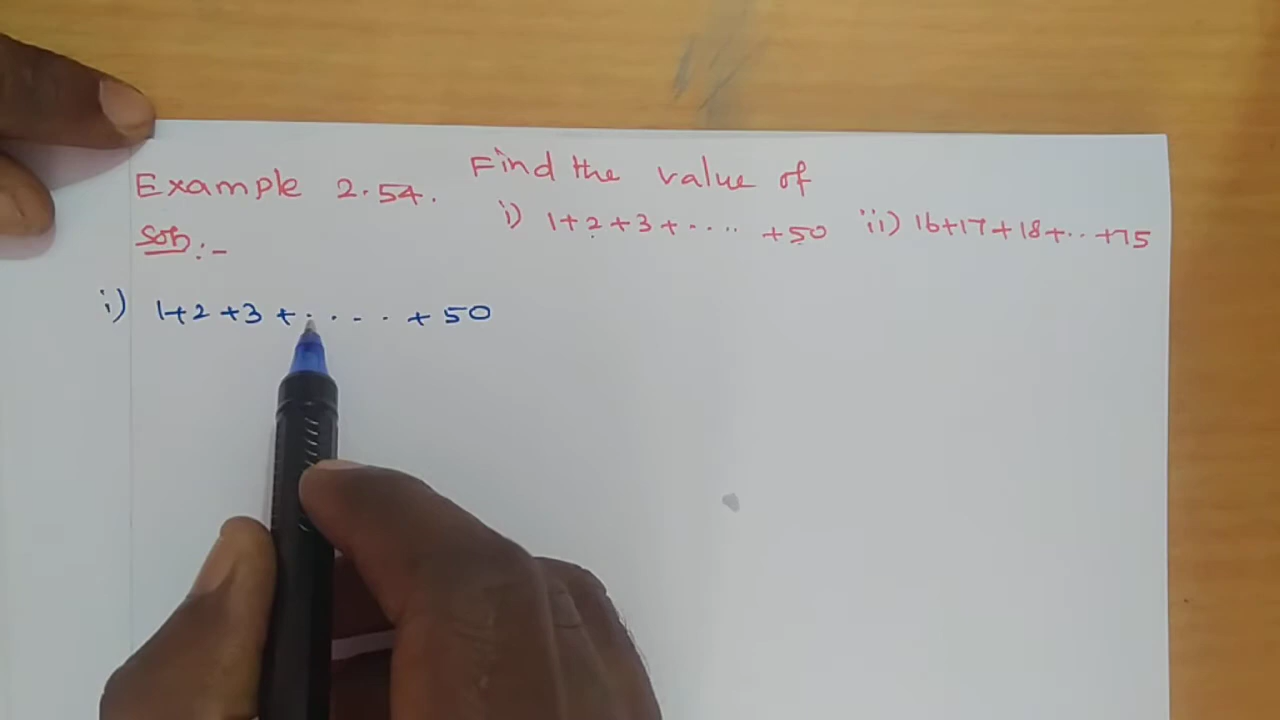 Example 2.54. Find the value of
i) 1+2+3+..... +50 ii) 16+17+18+...+75
Soln:-
i) 1+2+3+....+50